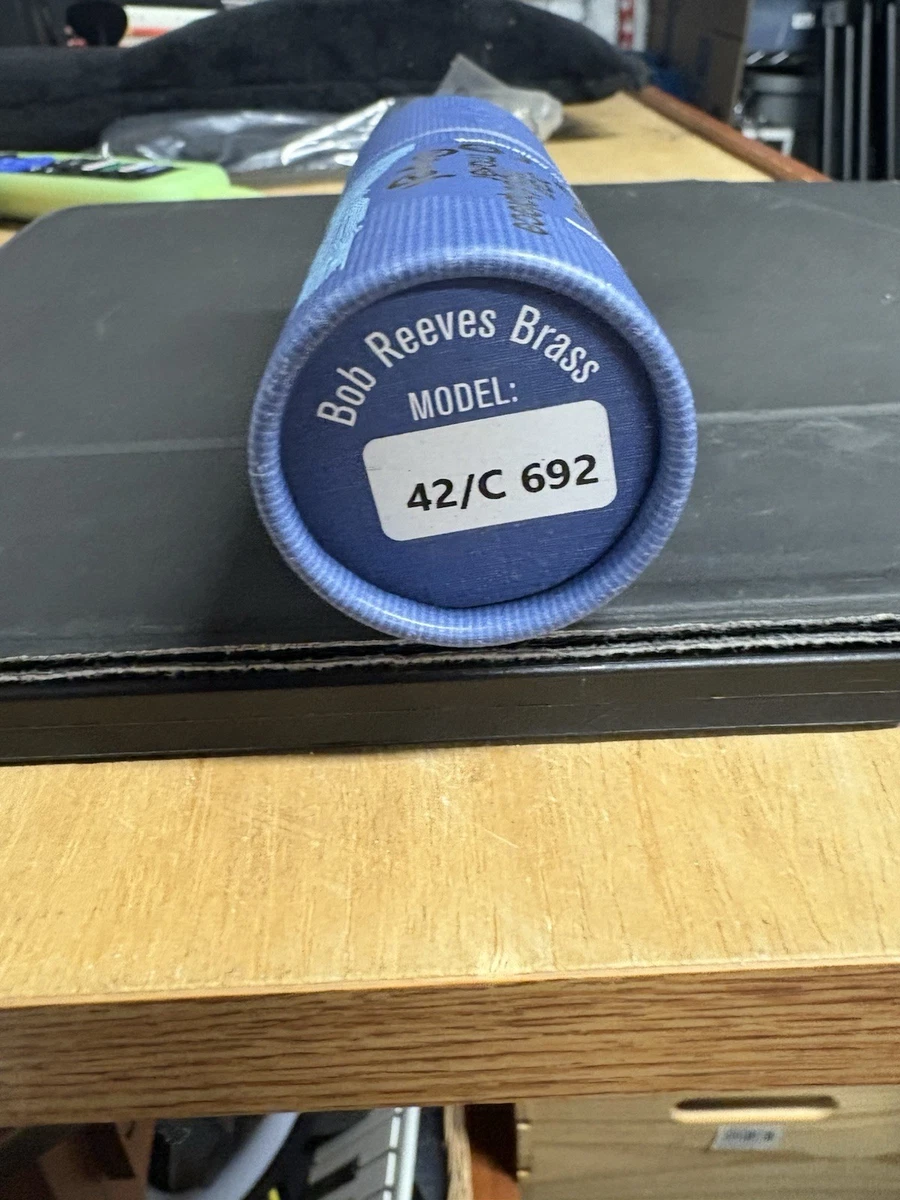 Bob Reeves Brass
MODEL:
42/C 692